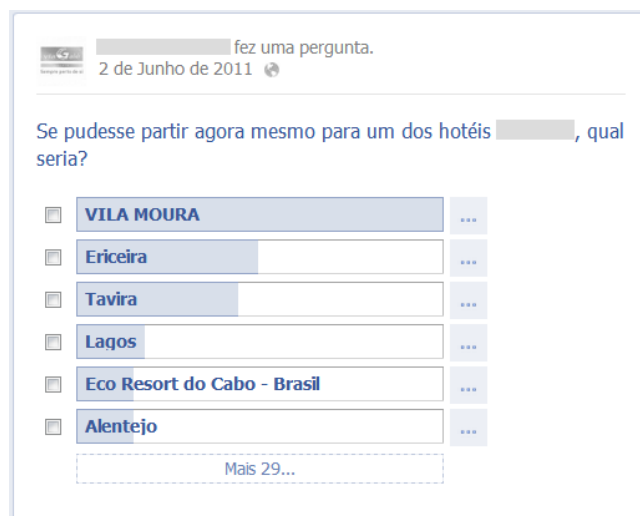 fez uma pergunta.
2 de Junho de 2011
Se pudesse partir agora mesmo para um dos hotéis , qual
seria?
VILA MOURA
...
Ericeira
...
Tavira
...
Lagos
...
Eco Resort do Cabo - Brasil
...
Alentejo
...
Mais 29...